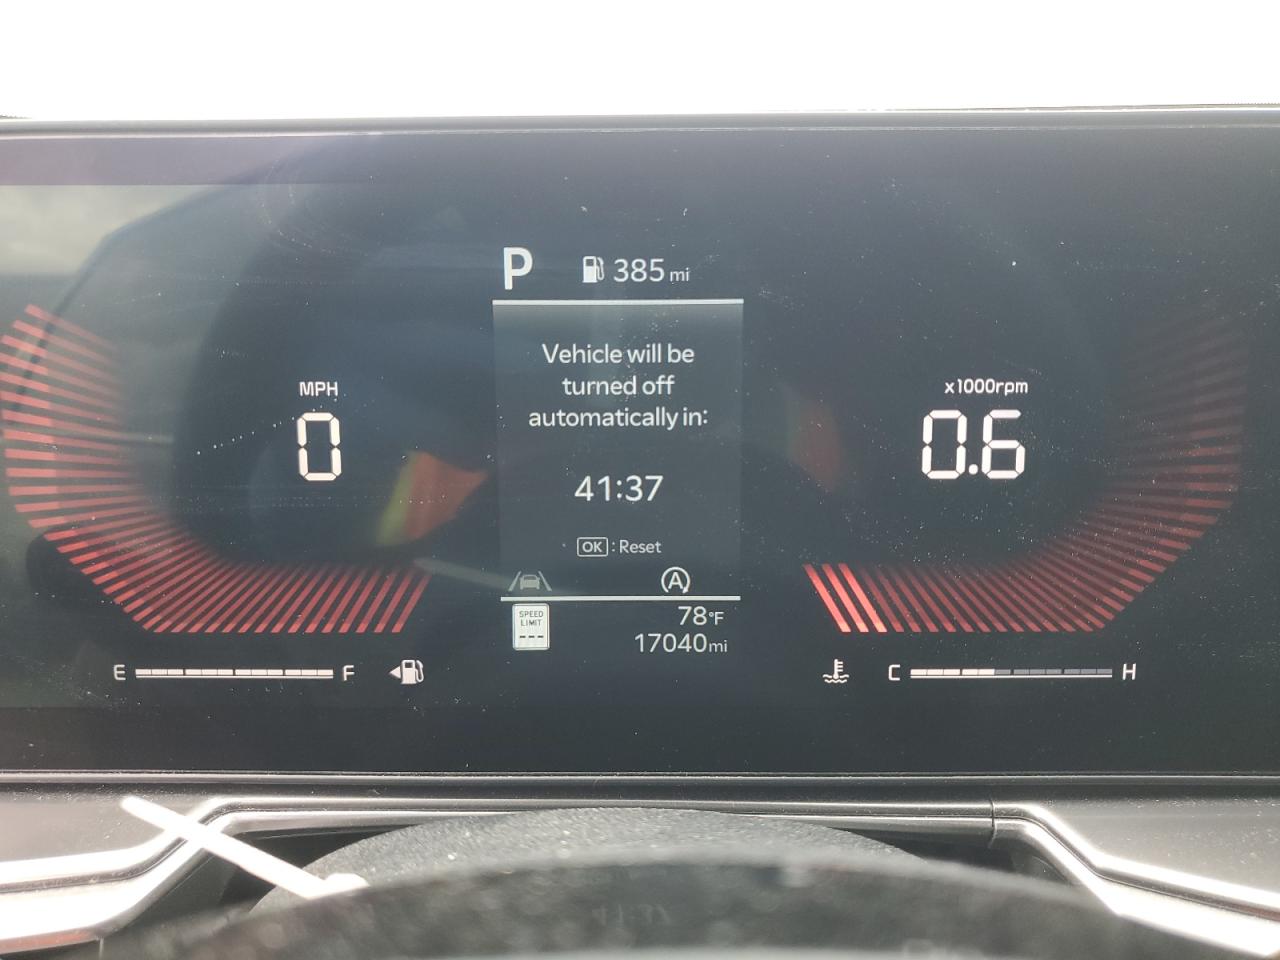 P 385 mi
Vehicle will be
turned off
automatically in:
41:37
OK : Reset
MPH
0
x1000rpm
0.6
A
SPEED
LIMIT
---
78°F
17040mi
E F
C H